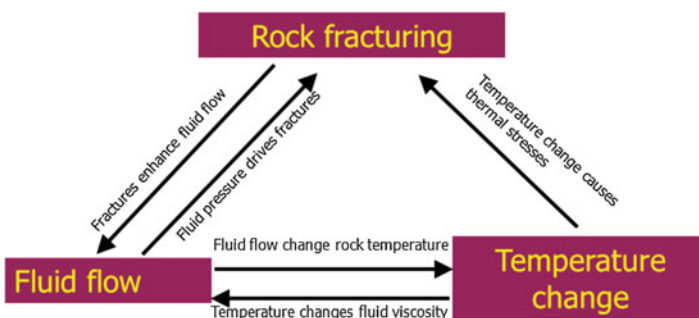 Rock fracturing
Fractures enhance fluid flow
Fluid pressure drives fractures
Temperature change causes
thermal stresses
Fluid flow change rock temperature
Fluid flow
Temperature
change
Temperature changes fluid viscosity